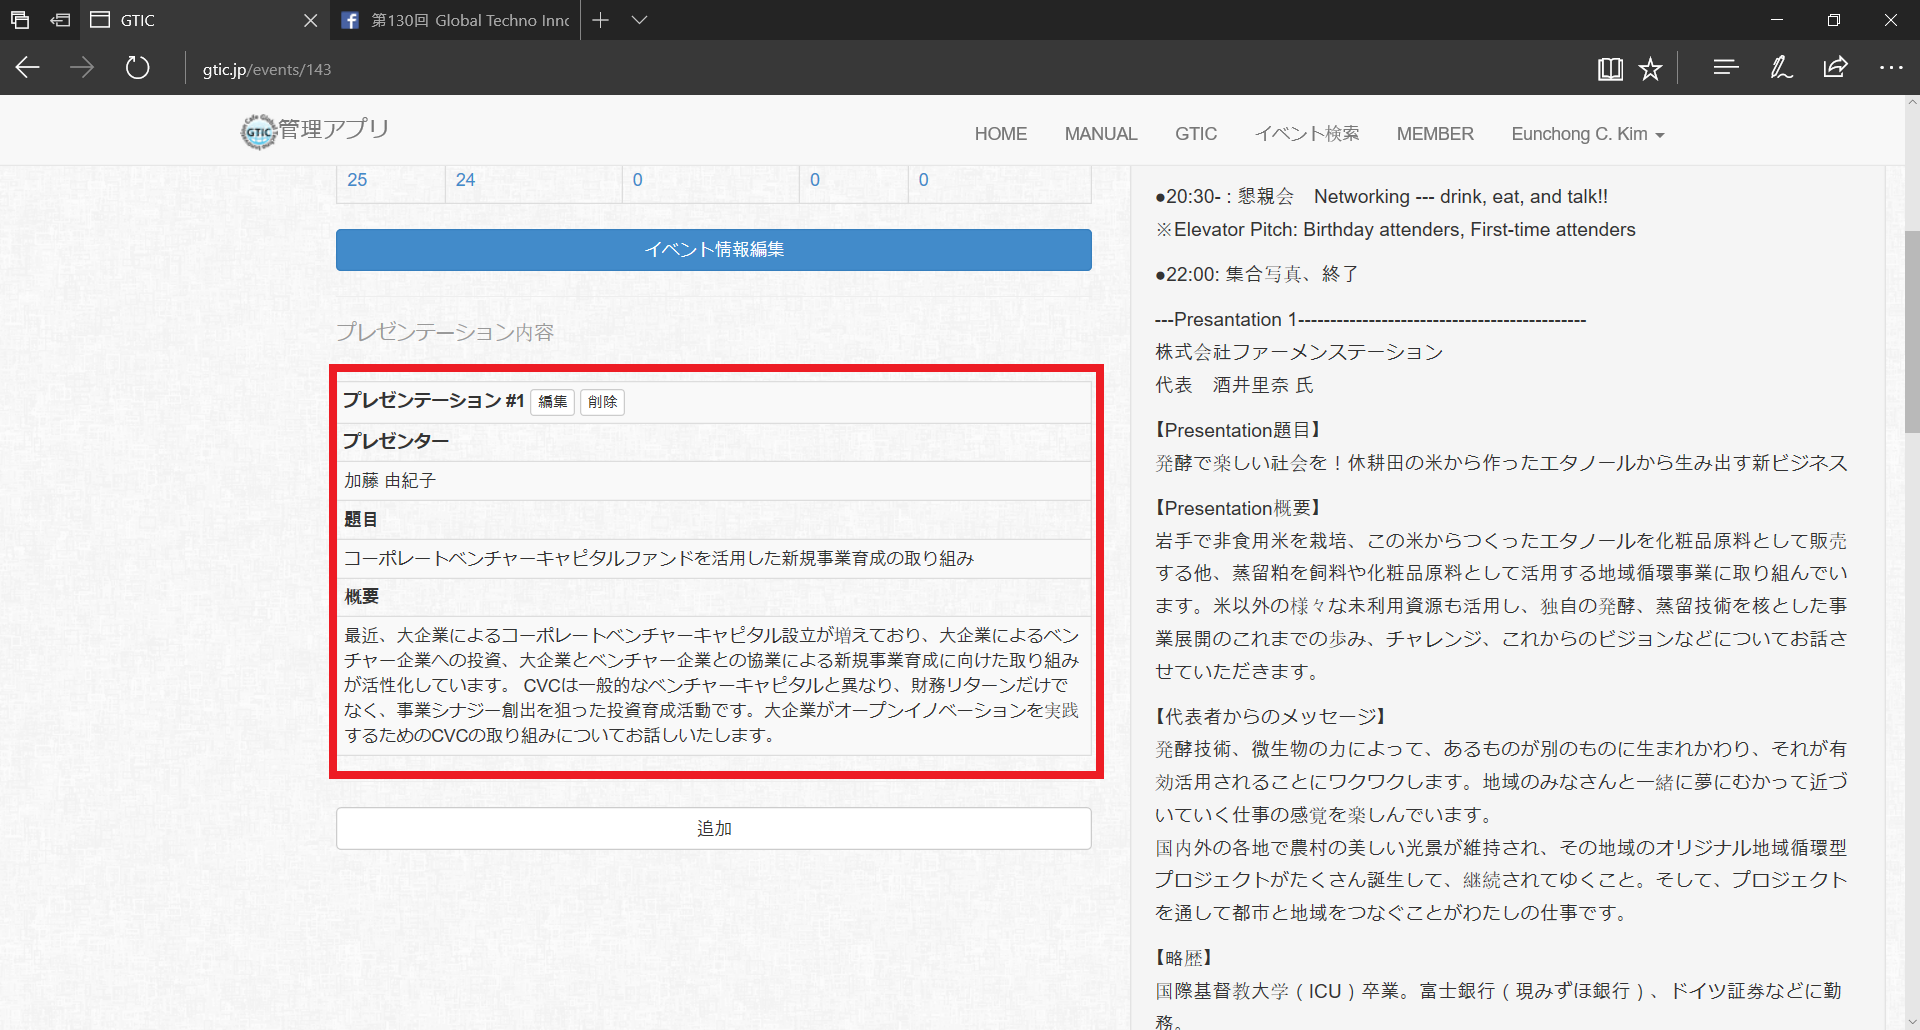 GTIC
第130回 Global Techno Inno
gtic.jp/events/143
GTIC管理アプリ
HOME MANUAL GTIC イベント検索 MEMBER Eunchong C. Kim
25 24 0 0 0
イベント情報編集
プレゼンテーション内容
プレゼンテーション #1 編集 削除
プレゼンター
加藤 由紀子
題目
コーポレートベンチャーキャピタルファンドを活用した新規事業育成の取り組み
概要
最近、大企業によるコーポレートベンチャーキャピタル設立が増えており、大企業によるベン
チャー企業への投資、大企業とベンチャー企業との協業による新規事業育成に向けた取り組み
が活性化しています。 CVCは一般的なベンチャーキャピタルと異なり、財務リターンだけで
なく、事業シナジー創出を狙った投資育成活動です。大企業がオープンイノベーションを実践
するためのCVCの取り組みについてお話しいたします。
追加
●20:30- : 懇親会　Networking --- drink, eat, and talk!!
※Elevator Pitch: Birthday attenders, First-time attenders
●22:00: 集合写真、終了
---Presantation 1---------------------------------------------
株式会社ファーメンステーション
代表　酒井里奈 氏
【Presentation題目】
発酵で楽しい社会を！休耕田の米から作ったエタノールから生み出す新ビジネス
【Presentation概要】
岩手で非食用米を栽培、この米からつくったエタノールを化粧品原料として販売
する他、蒸留粕を飼料や化粧品原料として活用する地域循環事業に取り組んでい
ます。米以外の様々な未利用資源も活用し、独自の発酵、蒸留技術を核とした事
業展開のこれまでの歩み、チャレンジ、これからのビジョンなどについてお話さ
せていただきます。
【代表者からのメッセージ】
発酵技術、微生物の力によって、あるものが別のものに生まれかわり、それが有
効活用されることにワクワクします。地域のみなさんと一緒に夢にむかって近づ
いていく仕事の感覚を楽しんでいます。
国内外の各地で農村の美しい光景が維持され、その地域のオリジナル地域循環型
プロジェクトがたくさん誕生して、継続されてゆくこと。そして、プロジェクト
を通して都市と地域をつなぐことがわたしの仕事です。
【略歴】
国際基督教大学（ICU）卒業。富士銀行（現みずほ銀行）、ドイツ証券などに勤
務。